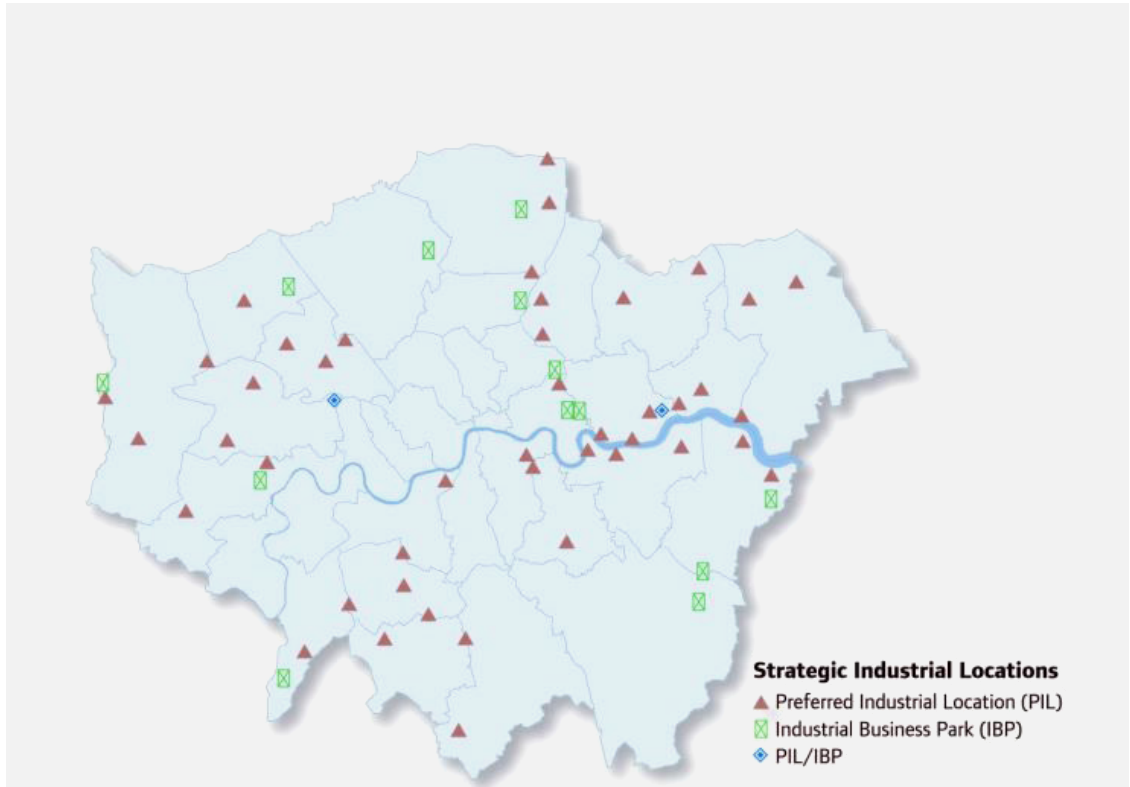 Strategic Industrial Locations
Preferred Industrial Location (PIL)
Industrial Business Park (IBP)
PIL/IBP